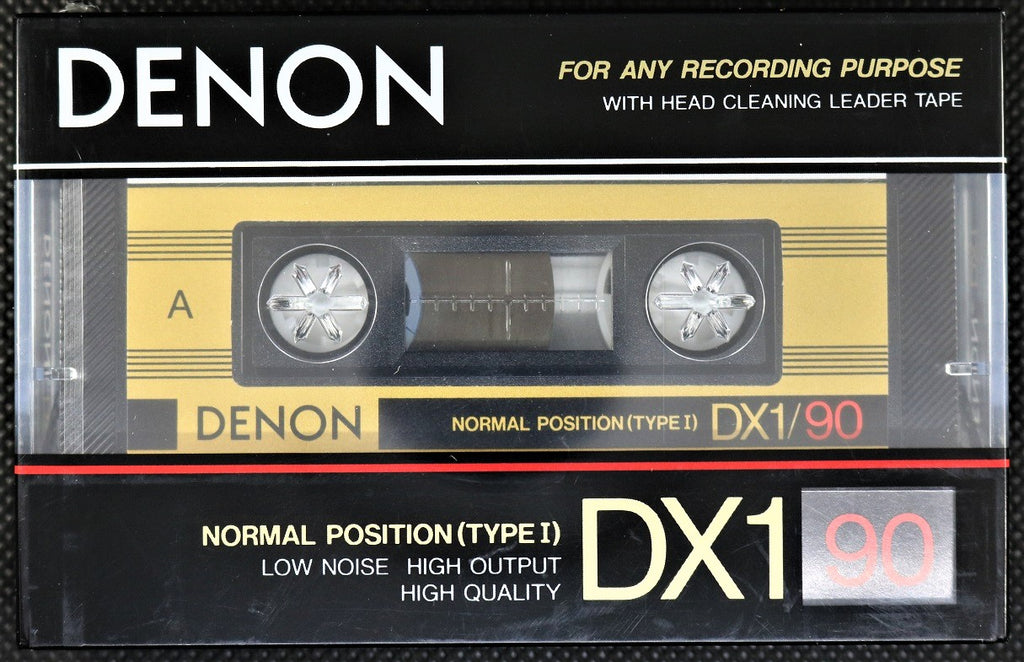 DENON
FOR ANY RECORDING PURPOSE
WITH HEAD CLEANING LEADER TAPE
A
DENON
NORMAL POSITION (TYPE I) DX1/90
NORMAL POSITION (TYPE I)
LOW NOISE HIGH OUTPUT
HIGH QUALITY
DX1 90